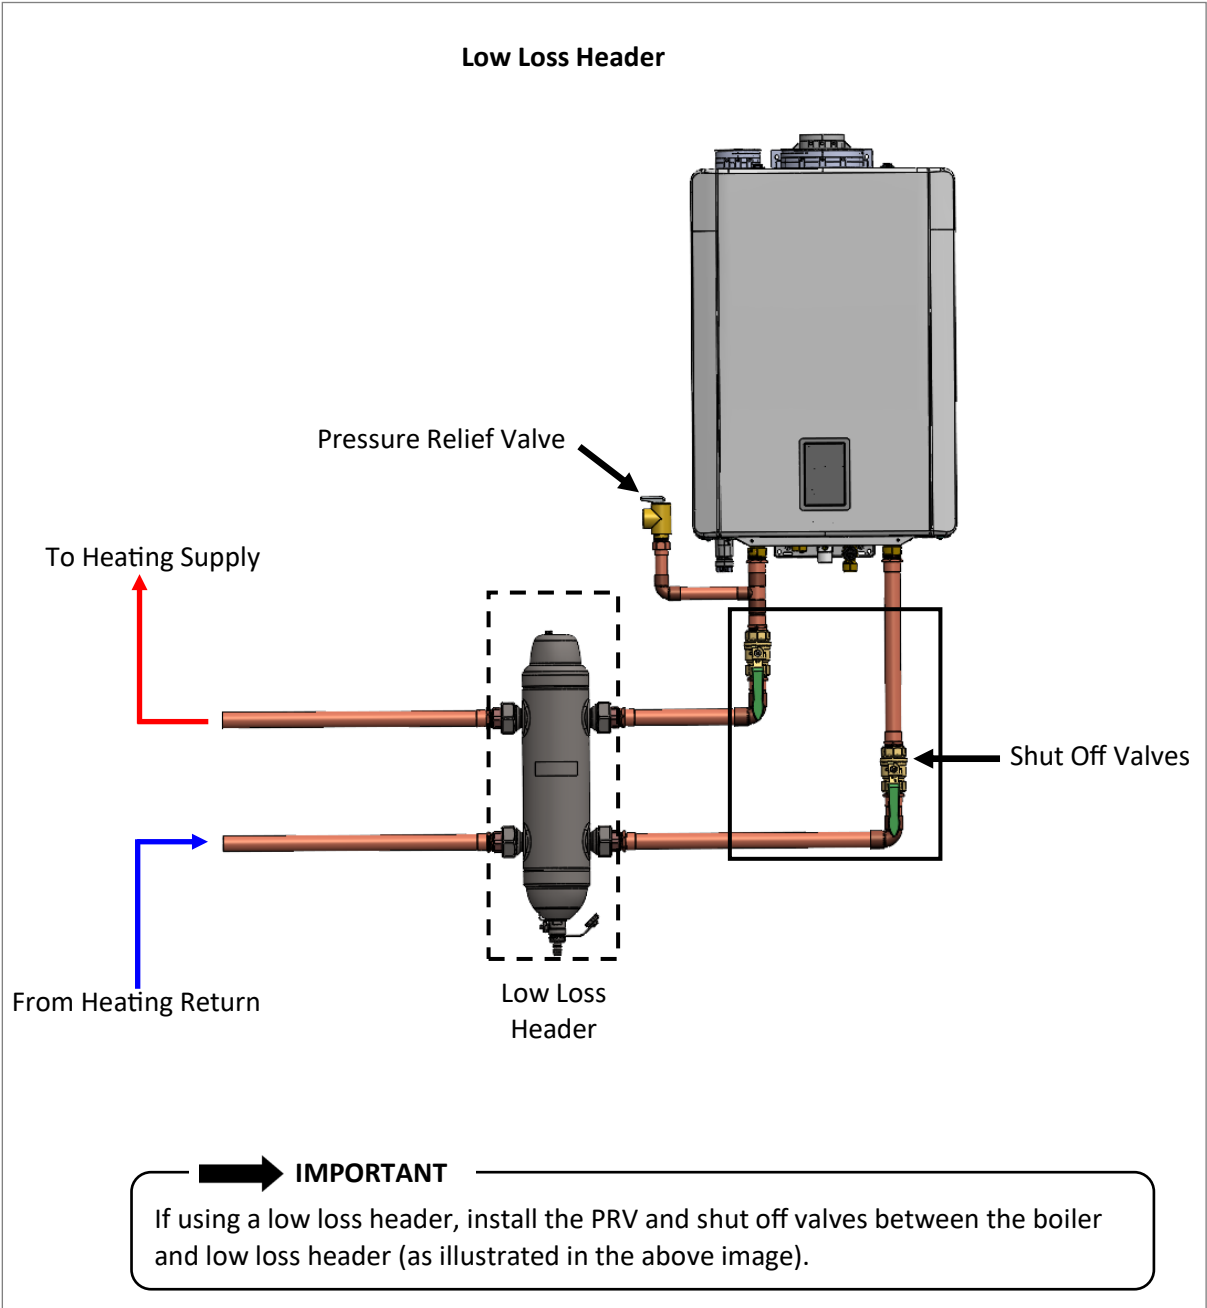 Low Loss Header
Pressure Relief Valve
To Heating Supply
Shut Off Valves
From Heating Return
Low Loss
Header
IMPORTANT
If using a low loss header, install the PRV and shut off valves between the boiler
and low loss header (as illustrated in the above image).